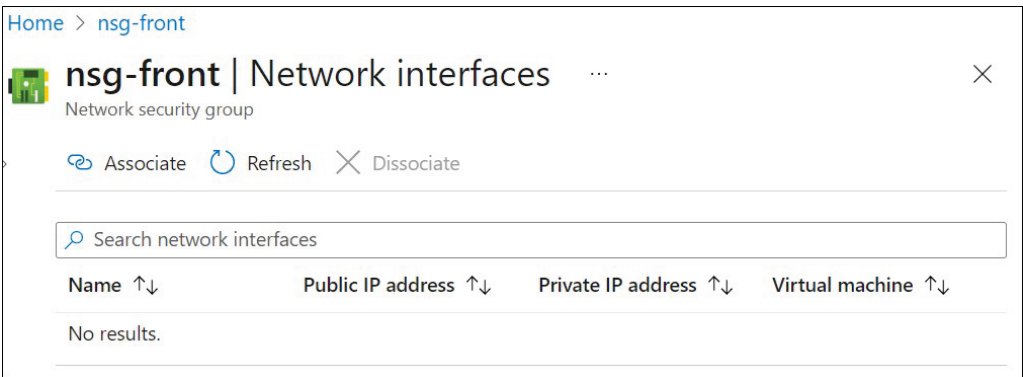 Home > nsg-front
nsg-front | Network interfaces ...
Network security group
Associate Refresh Dissociate
Search network interfaces
Name ↑↓ Public IP address ↑↓ Private IP address ↑↓ Virtual machine ↑↓
No results.